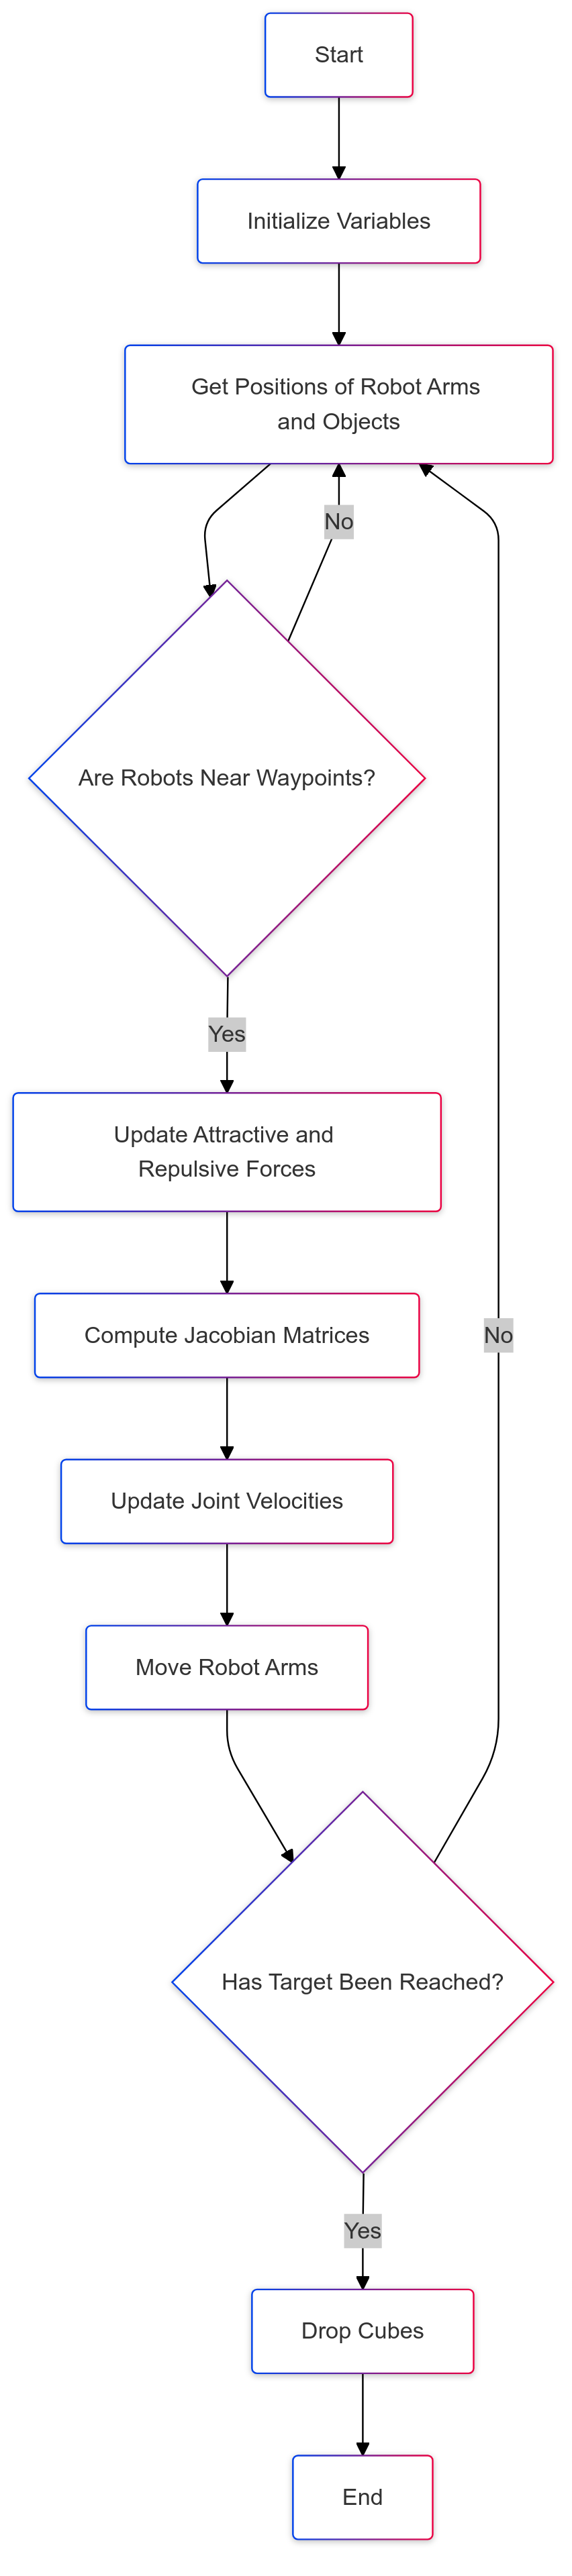 Start
Initialize Variables
Get Positions of Robot Arms
and Objects
No
Are Robots Near Waypoints?
Yes
Update Attractive and
Repulsive Forces
Compute Jacobian Matrices
No
Update Joint Velocities
Move Robot Arms
Has Target Been Reached?
Yes
Drop Cubes
End